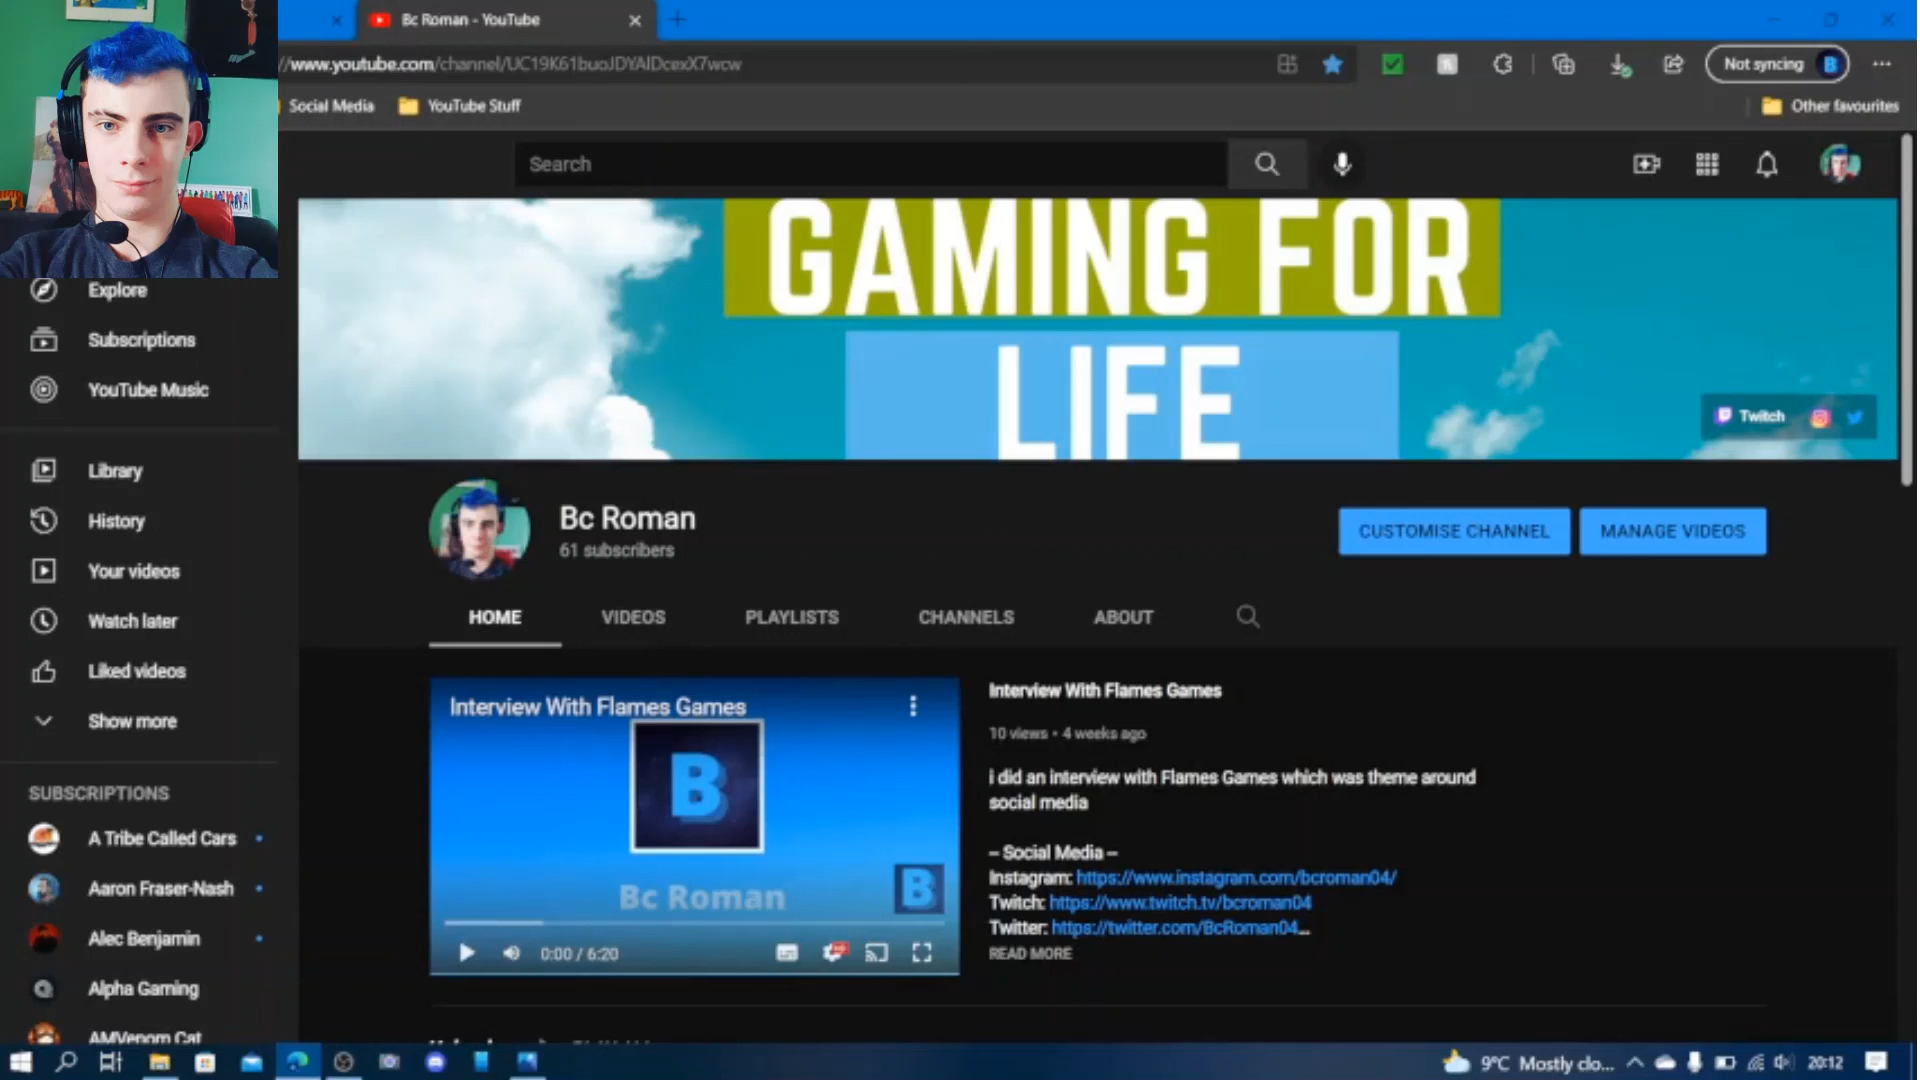 Bc Roman - YouTube
//www.youtube.com/channel/UC19K61buoJDYAlDcexX7wcw
Not syncing
B
Social Media
YouTube Stuff
Other favourites
Search
GAMING FOR
LIFE
Twitch
Explore
Subscriptions
YouTube Music
Library
History
Your videos
Watch later
Liked videos
Show more
SUBSCRIPTIONS
A Tribe Called Cars
Aaron Fraser-Nash
Alec Benjamin
Alpha Gaming
AMVenom Cat
Bc Roman
61 subscribers
CUSTOMISE CHANNEL
MANAGE VIDEOS
HOME
VIDEOS
PLAYLISTS
CHANNELS
ABOUT
Interview With Flames Games
B
Bc Roman
B
0:00 / 6:20
Interview With Flames Games
10 views • 4 weeks ago
i did an interview with Flames Games which was theme around
social media
-- Social Media --
Instagram: https://www.instagram.com/bcroman04/
Twitch: https://www.twitch.tv/bcroman04
Twitter: https://twitter.com/BcRoman04...
READ MORE
9°C Mostly clo...
20:12